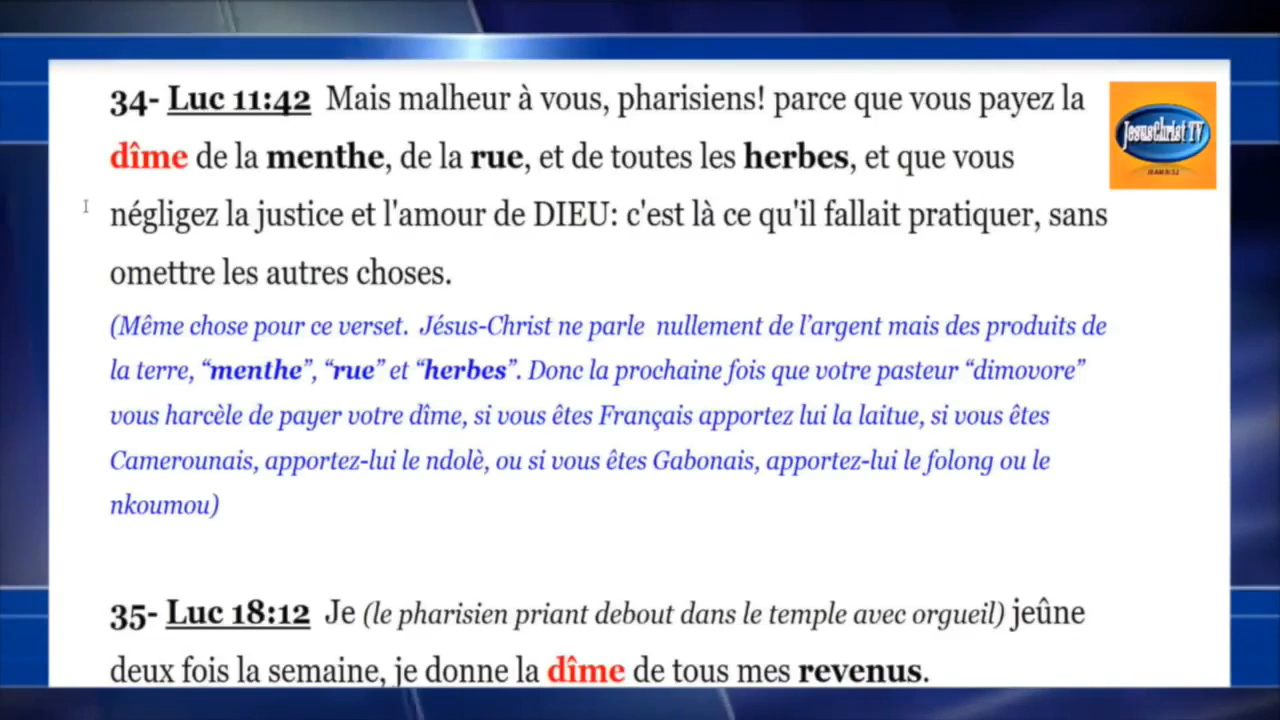 34- Luc 11:42 Mais malheur à vous, pharisiens! parce que vous payez la
dîme de la menthe, de la rue, et de toutes les herbes, et que vous
négligez la justice et l'amour de DIEU: c'est là ce qu'il fallait pratiquer, sans
omettre les autres choses.
(Même chose pour ce verset. Jésus-Christ ne parle nullement de l'argent mais des produits de
la terre, “menthe”, “rue” et “herbes”. Donc la prochaine fois que votre pasteur “dimovore”
vous harcèle de payer votre dîme, si vous êtes Français apportez lui la laitue, si vous êtes
Camerounais, apportez-lui le ndolè, ou si vous êtes Gabonais, apportez-lui le folong ou le
nkoumou)
35- Luc 18:12 Je (le pharisien priant debout dans le temple avec orgueil) jeûne
deux fois la semaine, je donne la dîme de tous mes revenus.
JesusChrist TV